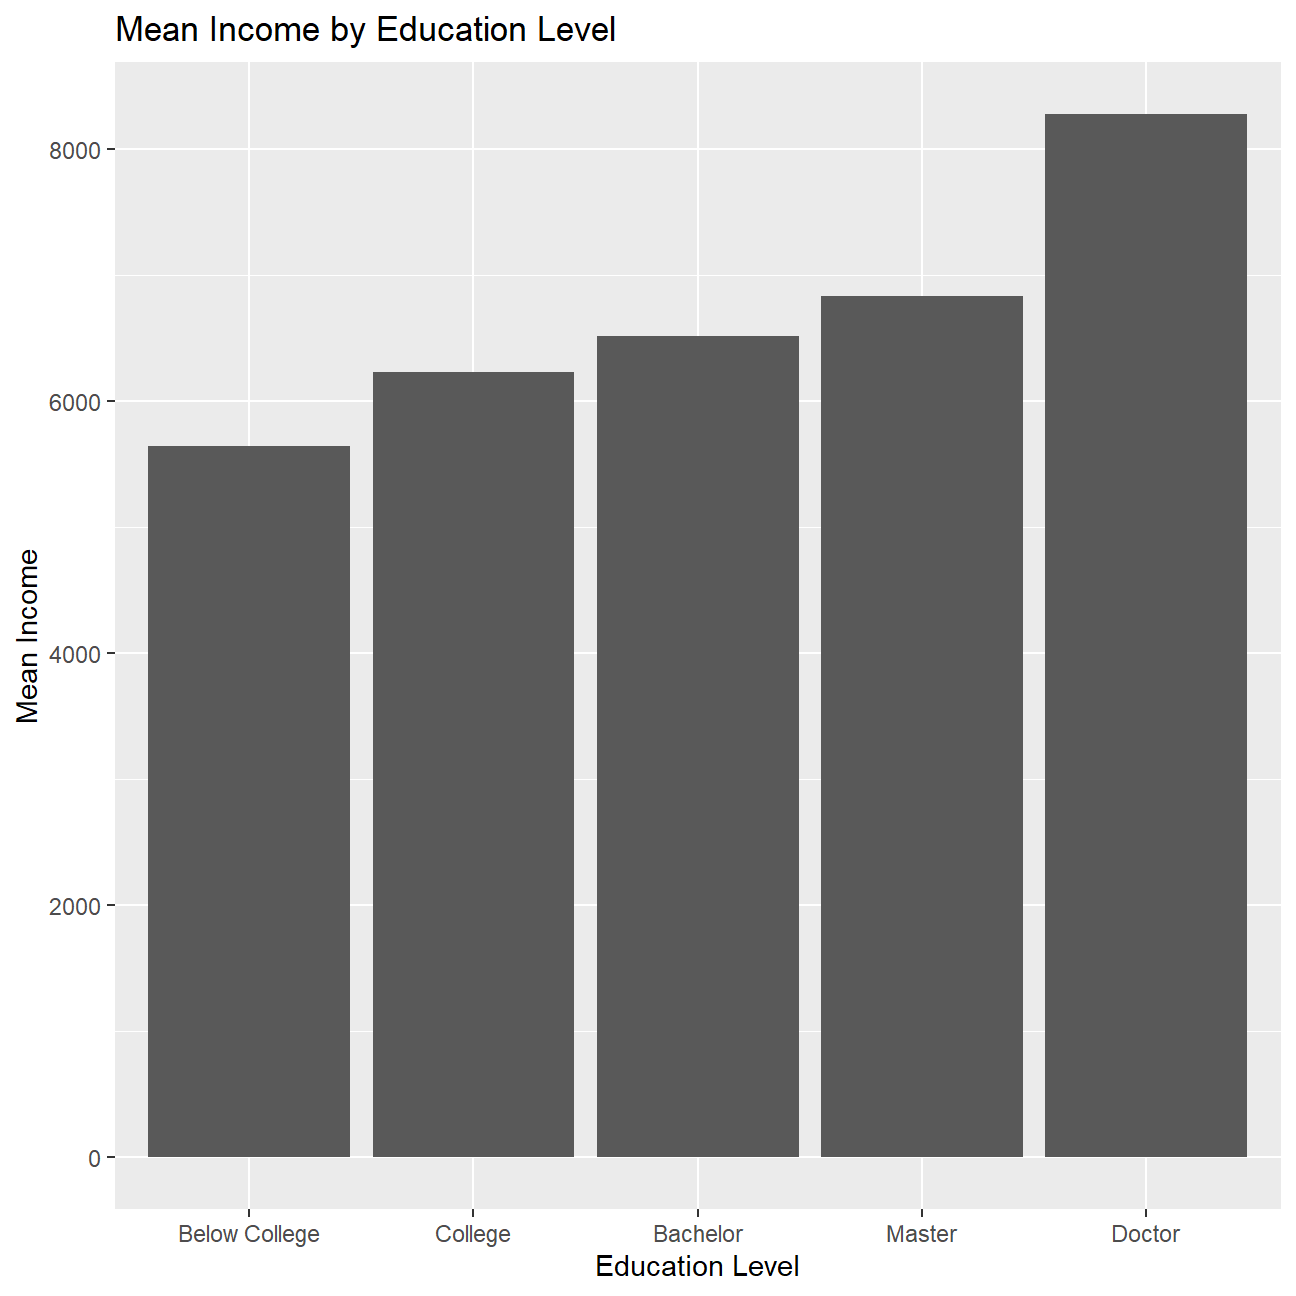 Mean Income by Education Level
8000
6000
4000
2000
0
Mean Income
Below College
College
Bachelor
Master
Doctor
Education Level